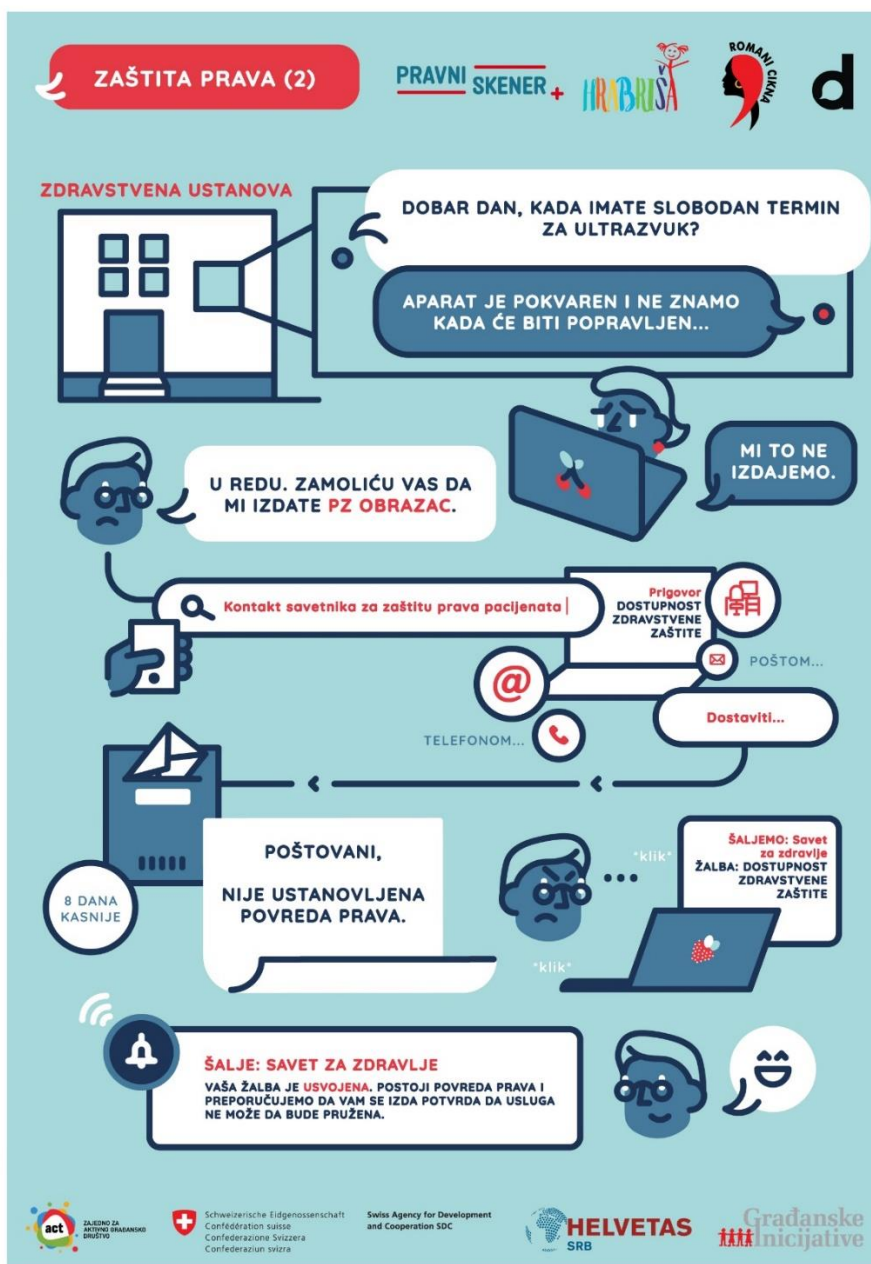 ZAŠTITA PRAVA (2)
PRAVNI
SKENER +
HRABRIŠA
ROMANI CIKNA
d
ZDRAVSTVENA USTANOVA
DOBAR DAN, KADA IMATE SLOBODAN TERMIN
ZA ULTRAZVUK?
APARAT JE POKVAREN I NE ZNAMO
KADA ĆE BITI POPRAVLJEN...
U REDU. ZAMOLIĆU VAS DA
MI IZDATE PZ OBRAZAC.
MI TO NE
IZDAJEMO.
Kontakt savetnika za zaštitu prava pacijenata
Prigovor
DOSTUPNOST
ZDRAVSTVENE
ZAŠTITE
@
POŠTOM...
TELEFONOM...
Dostaviti...
8 DANA
KASNIJE
POŠTOVANI,
NIJE USTANOVLJENA
POVREDA PRAVA.
*klik*
*klik*
ŠALJEMO: Savet
za zdravlje
ŽALBA: DOSTUPNOST
ZDRAVSTVENE
ZAŠTITE
ŠALJE: SAVET ZA ZDRAVLJE
VAŠA ŽALBA JE USVOJENA. POSTOJI POVREDA PRAVA I
PREPORUČUJEMO DA VAM SE IZDA POTVRDA DA USLUGA
NE MOŽE DA BUDE PRUŽENA.
act
ZAJEDNO ZA
AKTIVNO GRAĐANSKO
DRUŠTVO
Schweizerische Eidgenossenschaft
Confédération suisse
Confederazione Svizzera
Confederaziun svizra
Swiss Agency for Development
and Cooperation SDC
HELVETAS
SRB
Građanske
Inicijative